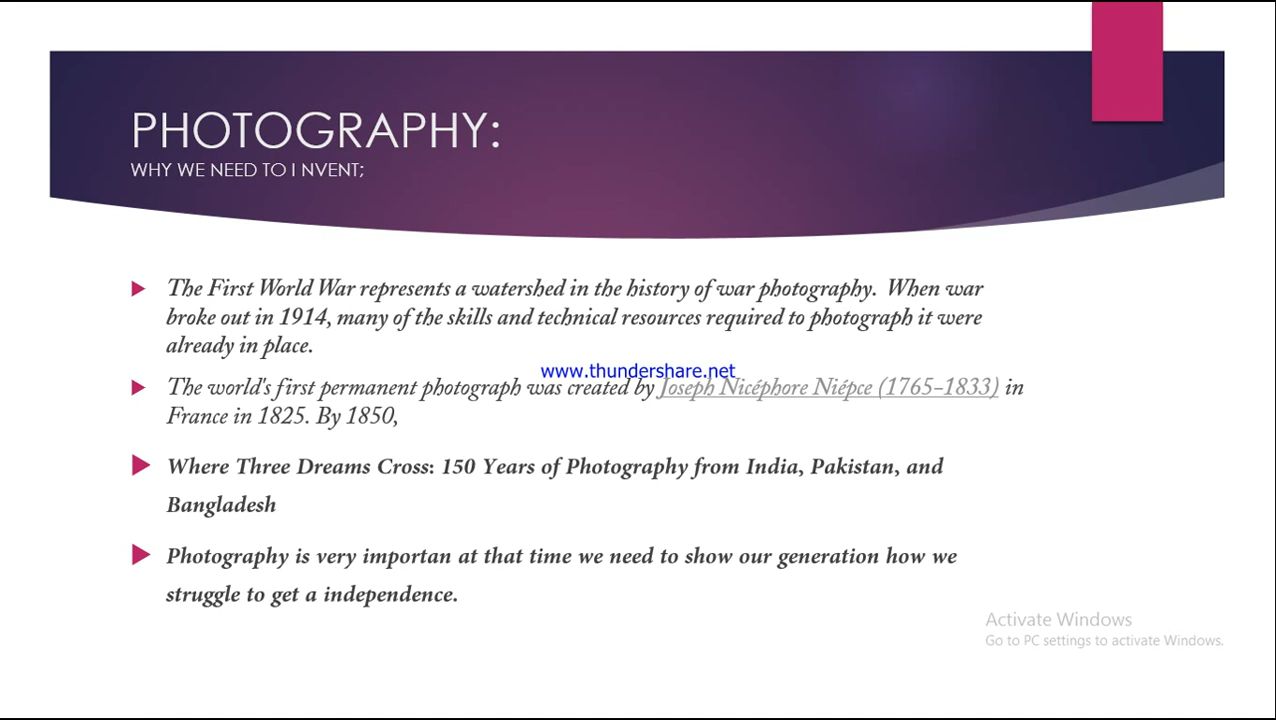 PHOTOGRAPHY:
WHY WE NEED TO I NVENT;
The First World War represents a watershed in the history of war photography. When war
broke out in 1914, many of the skills and technical resources required to photograph it were
already in place.
www.thundershare.net
The world's first permanent photograph was created by Joseph Nicéphore Niépce (1765–1833) in
France in 1825. By 1850,
Where Three Dreams Cross: 150 Years of Photography from India, Pakistan, and
Bangladesh
Photography is very importan at that time we need to show our generation how we
struggle to get a independence.
Activate Windows
Go to PC settings to activate Windows.